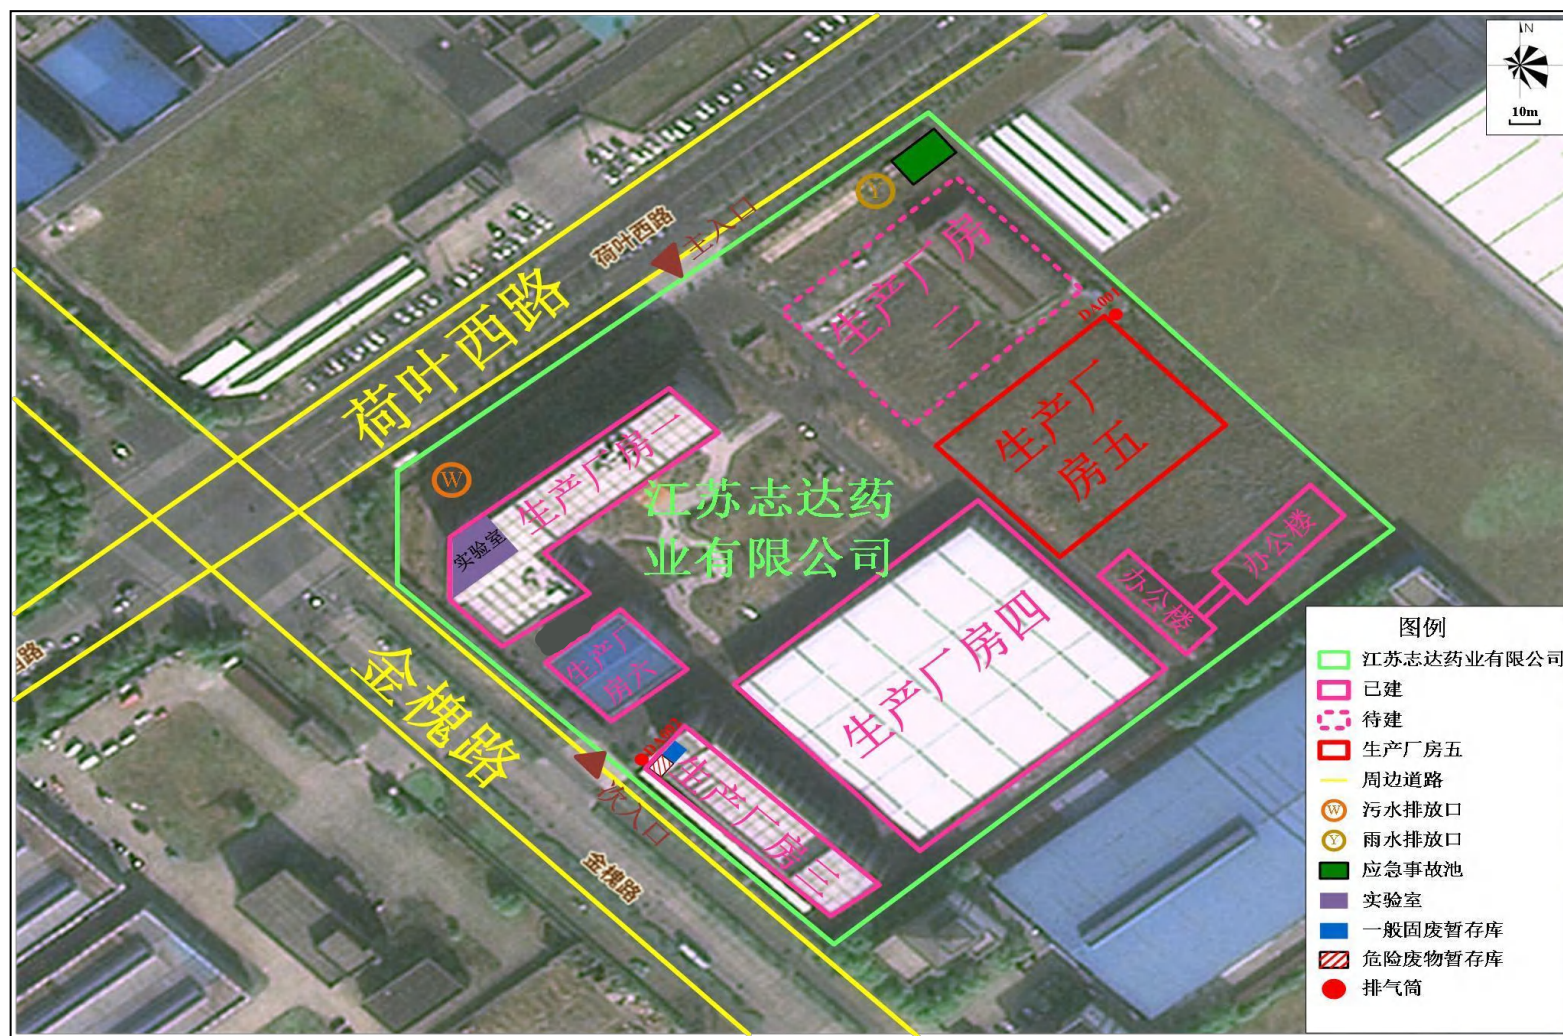 N
10m
荷叶西路
主入口
荷叶西路
生产厂房
二
DA001
生产厂
房五
生产厂房一
W
Y
实验室
江苏志达药
业有限公司
办公楼
办公楼
生产厂房四
生产厂
房六
金槐路
次入口
生产厂房三
金槐路
西路
图例
江苏志达药业有限公司
已建
待建
生产厂房五
周边道路
W
污水排放口
Y
雨水排放口
应急事故池
实验室
一般固废暂存库
危险废物暂存库
排气筒